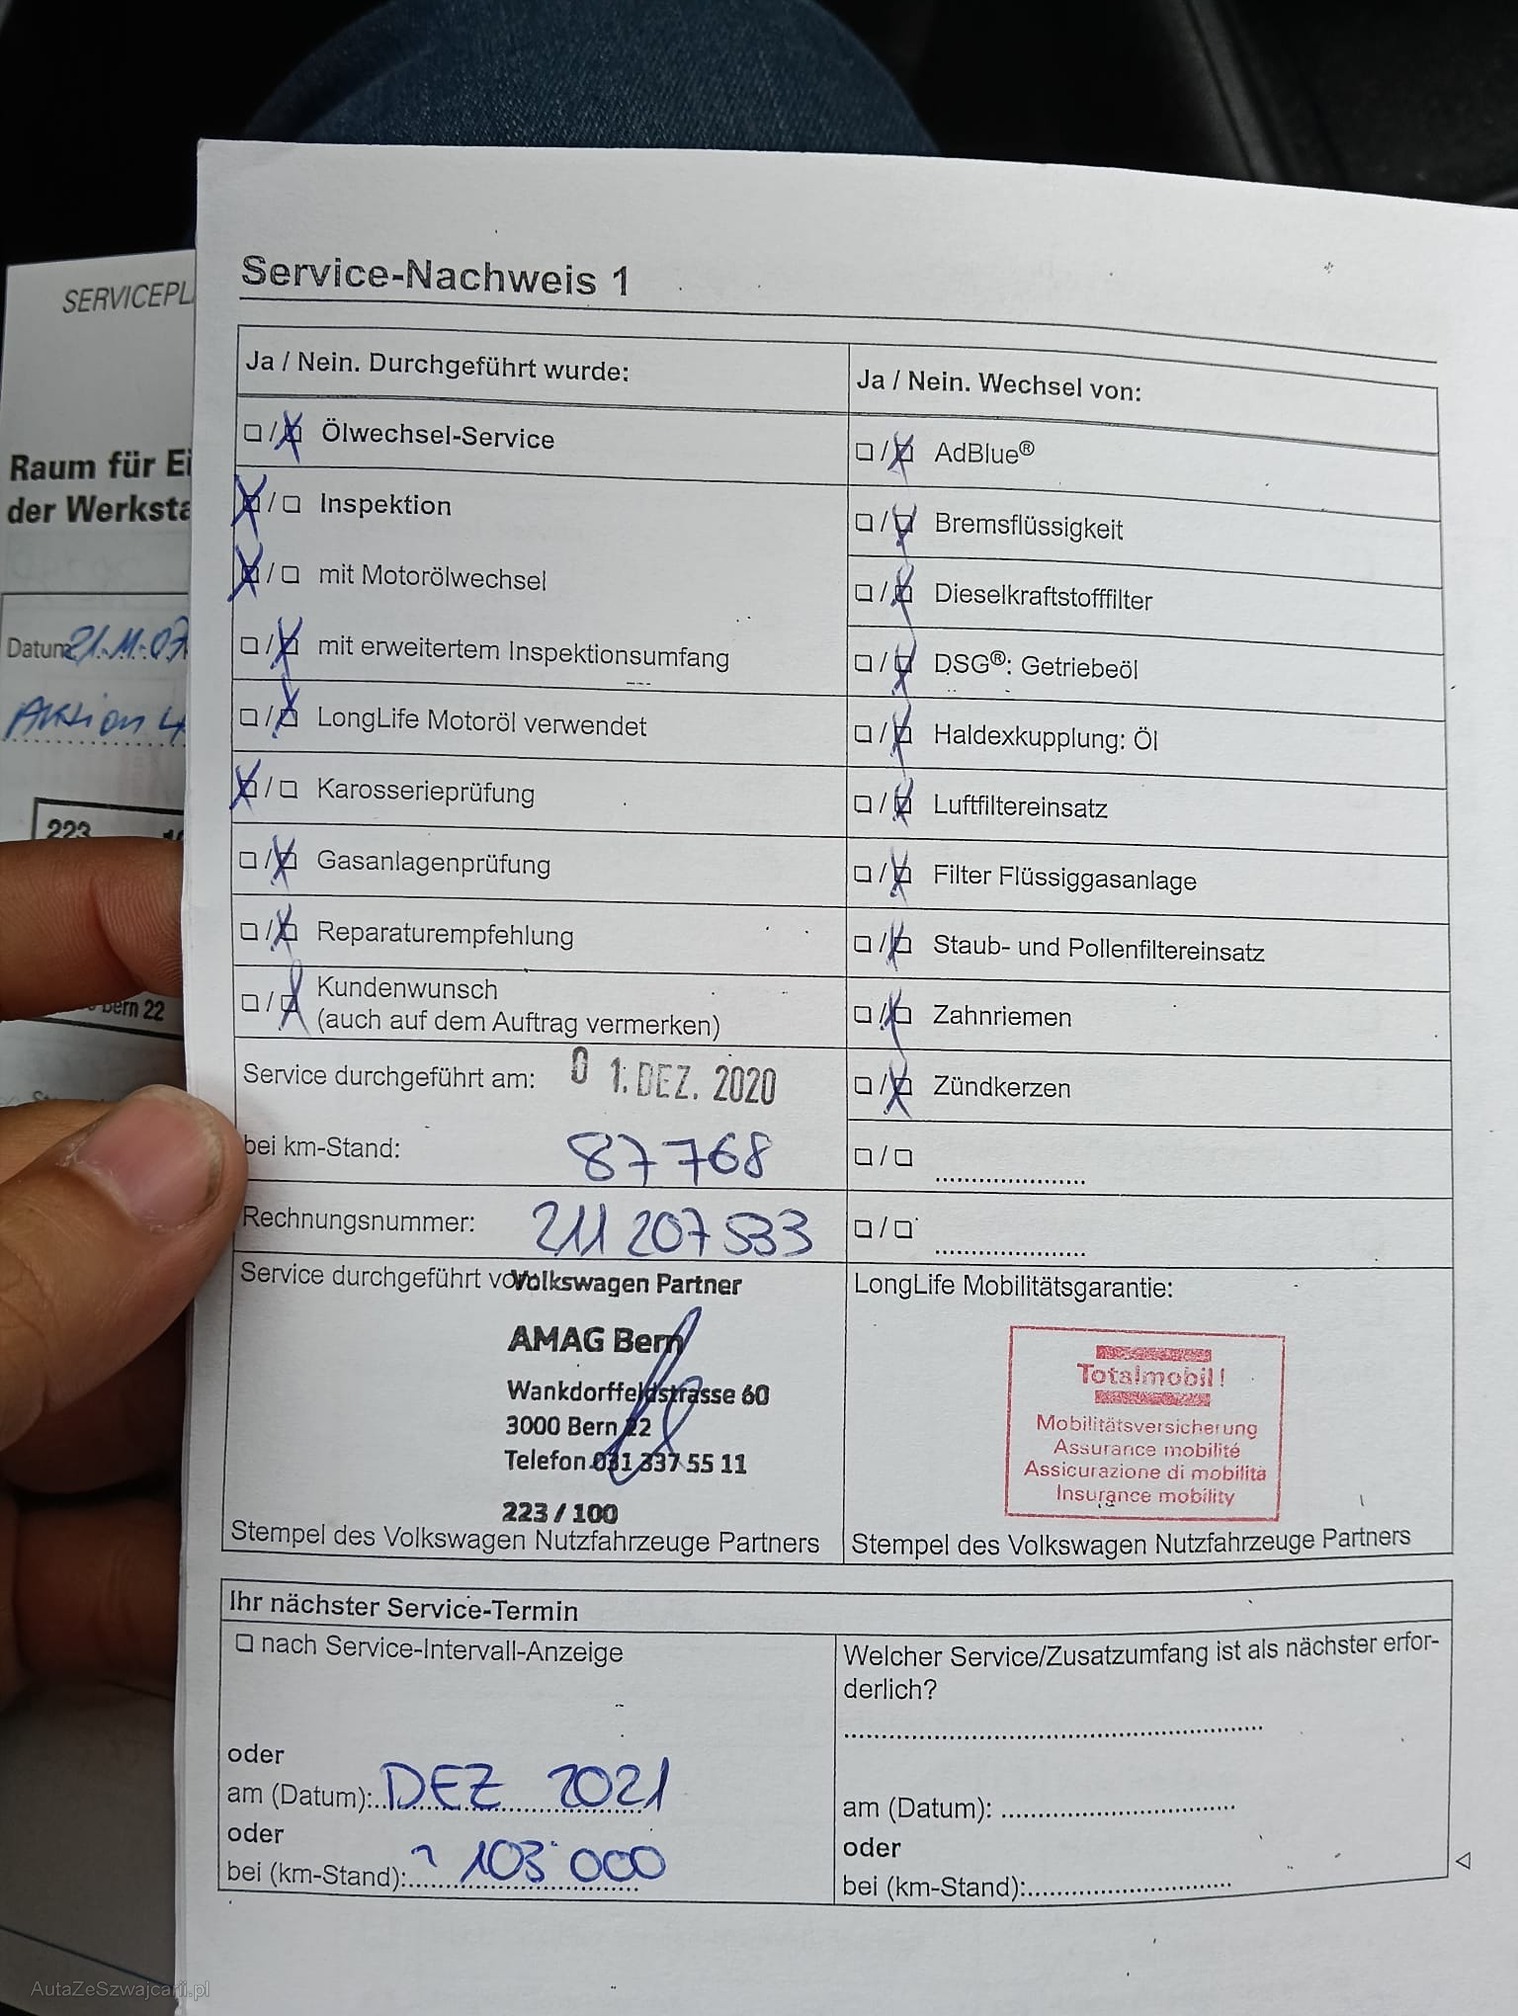 SERVICEPL
Raum für Ei
der Werksta
Datum 21.11.07
Aktion 4
223
Bern 22
Service-Nachweis 1
Ja / Nein. Durchgeführt wurde:
Ölwechsel-Service
Inspektion
mit Motorölwechsel
mit erweitertem Inspektionsumfang
LongLife Motoröl verwendet
Karosserieprüfung
Gasanlagenprüfung
Reparaturempfehlung
Kundenwunsch
(auch auf dem Auftrag vermerken)
Service durchgeführt am: 0 1. DEZ. 2020
bei km-Stand: 87768
Rechnungsnummer: 211 207 533
Ja / Nein. Wechsel von:
AdBlue®
Bremsflüssigkeit
Dieselkraftstofffilter
DSG®: Getriebeöl
Haldexkupplung: Öl
Luftfiltereinsatz
Filter Flüssiggasanlage
Staub- und Pollenfiltereinsatz
Zahnriemen
Zündkerzen
Service durchgeführt von Volkswagen Partner
AMAG Bern
Wankdorffeldstrasse 60
3000 Bern 22
Telefon 031 337 55 11
223 / 100
Stempel des Volkswagen Nutzfahrzeuge Partners
LongLife Mobilitätsgarantie:
Totalmobil!
Mobilitätsversicherung
Assurance mobilité
Assicurazione di mobilità
Insurance mobility
Stempel des Volkswagen Nutzfahrzeuge Partners
Ihr nächster Service-Termin
nach Service-Intervall-Anzeige
oder
am (Datum): DEZ 2021
oder
bei (km-Stand): ~ 103'000
Welcher Service/Zusatzumfang ist als nächster erfor-
derlich?
am (Datum):
oder
bei (km-Stand):
AutaZeSzwajcarii.pl